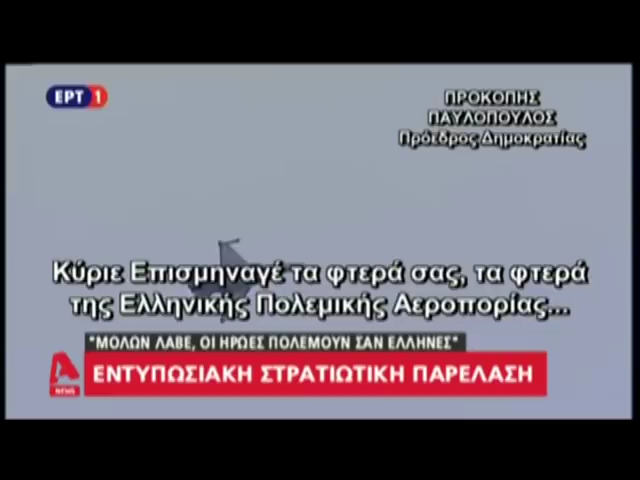 ΕΡΤ 1
ΠΡΟΚΟΠΗΣ
ΠΑΥΛΟΠΟΥΛΟΣ
Πρόεδρος Δημοκρατίας
Κύριε Επισμηναγέ τα φτερά σας, τα φτερά
της Ελληνικής Πολεμικής Αεροπορίας...
"ΜΟΛΩΝ ΛΑΒΕ, ΟΙ ΗΡΩΕΣ ΠΟΛΕΜΟΥΝ ΣΑΝ ΕΛΛΗΝΕΣ"
ΕΝΤΥΠΩΣΙΑΚΗ ΣΤΡΑΤΙΩΤΙΚΗ ΠΑΡΕΛΑΣΗ
A
NEWS